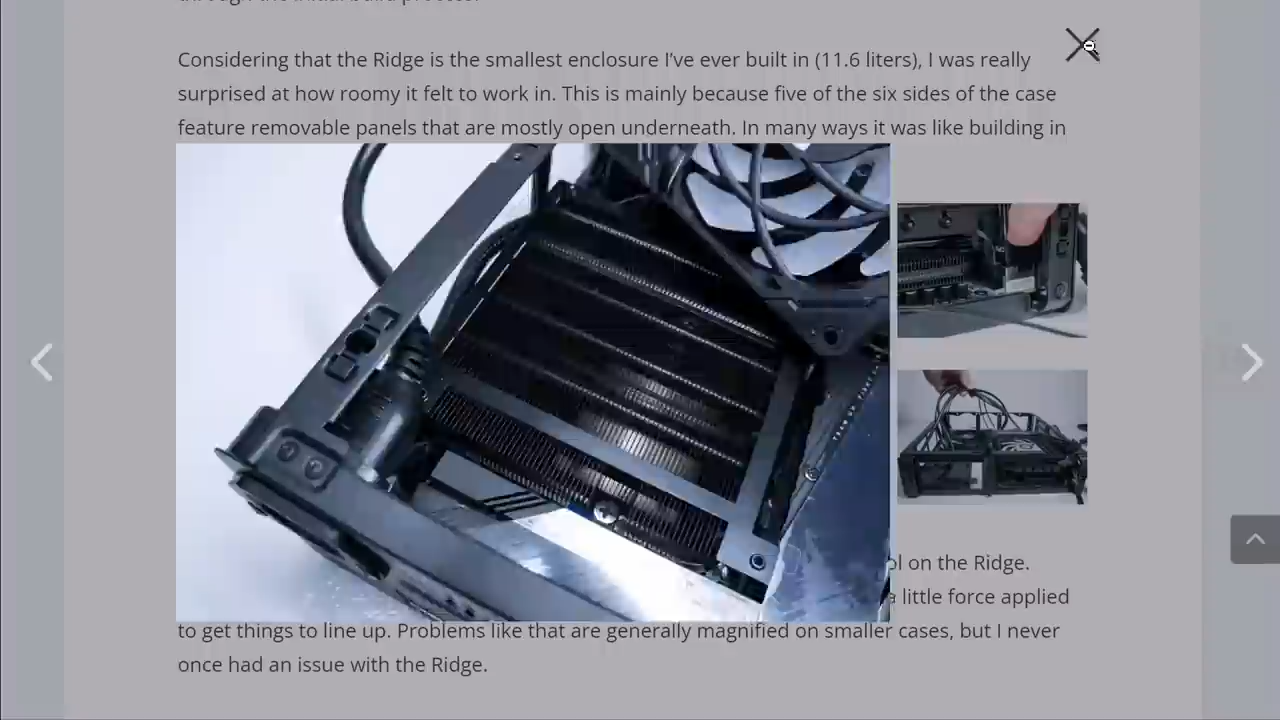 Considering that the Ridge is the smallest enclosure I've ever built in (11.6 liters), I was really
surprised at how roomy it felt to work in. This is mainly because five of the six sides of the case
feature removable panels that are mostly open underneath. In many ways it was like building in
on the Ridge.
little force applied
to get things to line up. Problems like that are generally magnified on smaller cases, but I never
once had an issue with the Ridge.